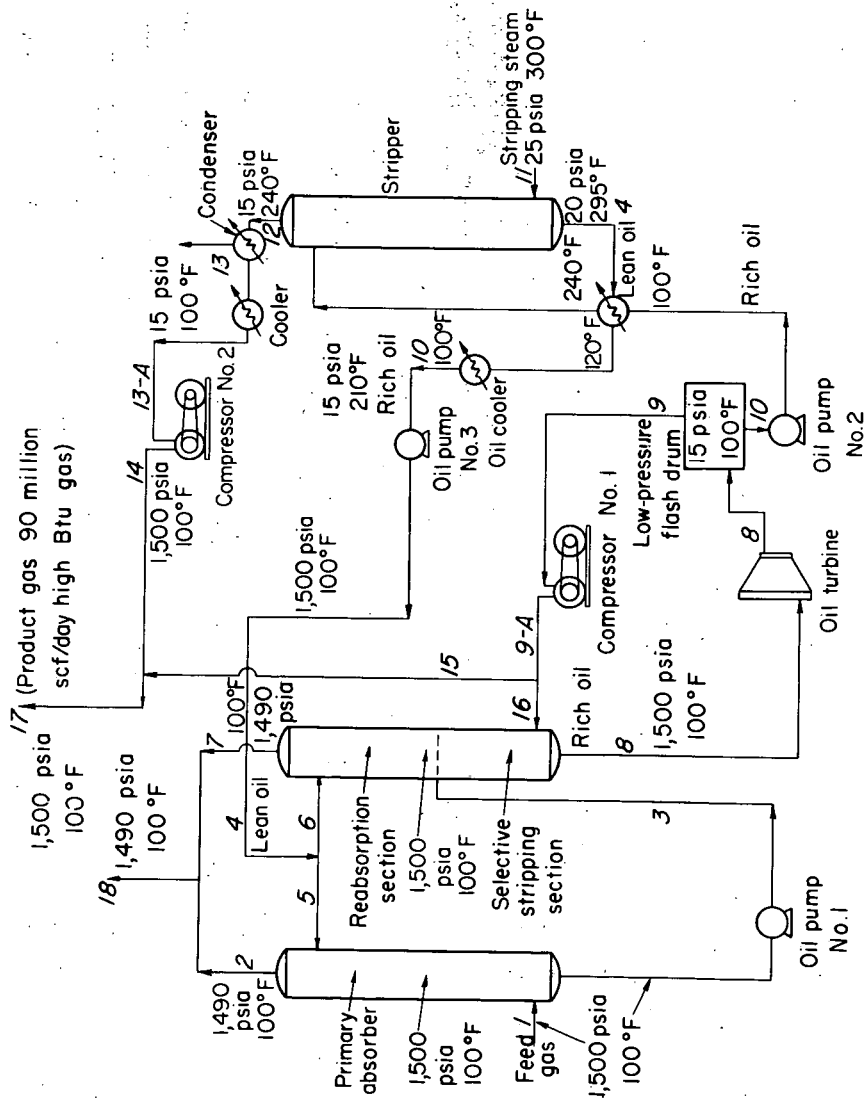 17 (Product gas 90 million
scf/day high Btu gas)
1,500 psia
100°F
18
1,490 psia
100°F
14
1,500 psia
100°F
13-A
Compressor No.2
15 psia
100°F
13
Cooler
Condenser
12
15 psia
240°F
Stripper
11
Stripping steam
25 psia 300°F
20 psia
295°F
240°F
Lean oil 4
120°F
100°F
Rich oil
15 psia
210°F
Rich oil
10
100°F
Oil cooler
Oil pump
No.3
1,500 psia
100°F
15
9-A
Compressor No. 1
9
Low-pressure
flash drum
15 psia
100°F
10
Oil pump
No.2
8
Oil turbine
16
Rich oil
8
1,500 psia
100°F
7
100°F
1,490
psia
4
Lean oil
6
5
Reabsorption
section
1,500
psia
100°F
Selective
stripping
section
3
2
1,490
psia
100°F
Primary
absorber
1,500
psia
100°F
Feed 1
gas
1,500 psia
100°F
Oil pump
No.1